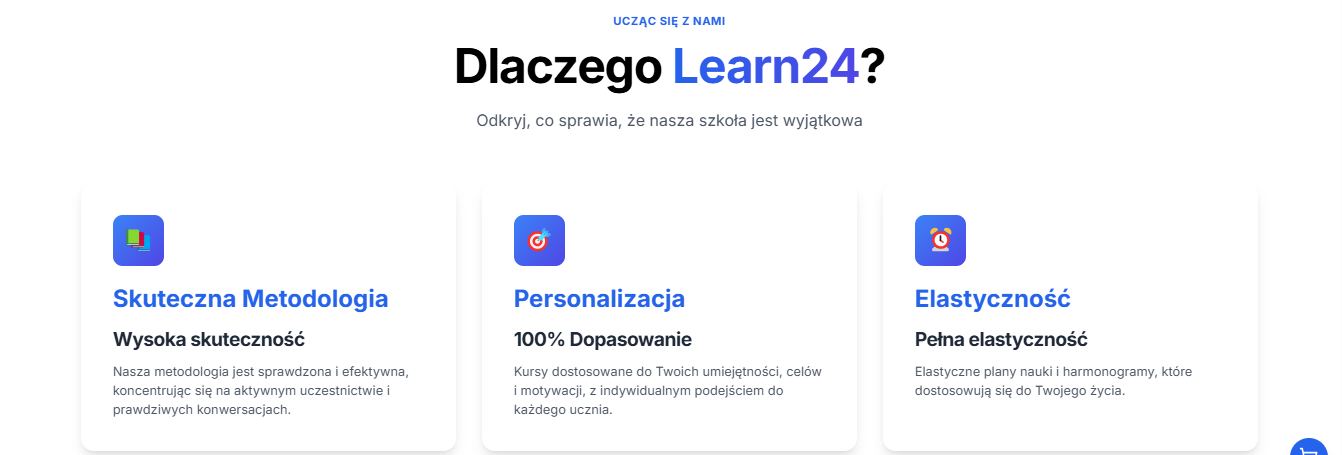 UCZĄC SIĘ Z NAMI
Dlaczego Learn24?
Odkryj, co sprawia, że nasza szkoła jest wyjątkowa
Skuteczna Metodologia
Wysoka skuteczność
Nasza metodologia jest sprawdzona i efektywna,
koncentrując się na aktywnym uczestnictwie i
prawdziwych konwersacjach.
Personalizacja
100% Dopasowanie
Kursy dostosowane do Twoich umiejętności, celów
i motywacji, z indywidualnym podejściem do
każdego ucznia.
Elastyczność
Pełna elastyczność
Elastyczne plany nauki i harmonogramy, które
dostosowują się do Twojego życia.